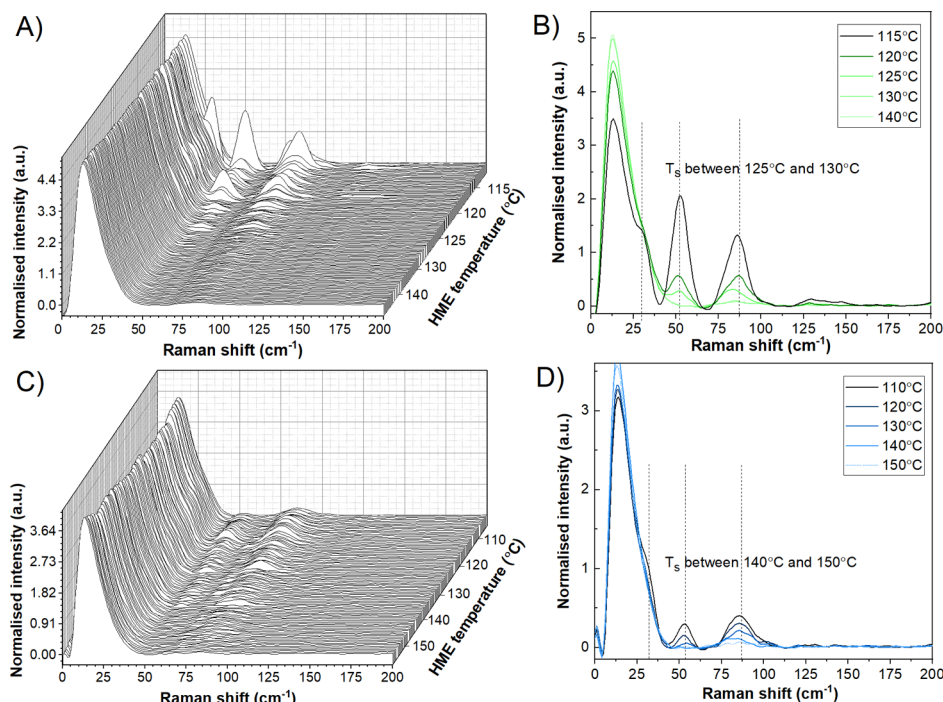 A)
Normalised intensity (a.u.)
4.4
3.3
2.2
1.1
0.0
0 25 50 75 100 125 150 175 200
Raman shift (cm-1)
115
120
125
130
140
HME temperature (°C)
B)
Normalised intensity (a.u.)
5
4
3
2
1
0
115°C
120°C
125°C
130°C
140°C
Ts between 125°C and 130°C
0 25 50 75 100 125 150 175 200
Raman shift (cm-1)
C)
Normalised intensity (a.u.)
3.64
2.73
1.82
0.91
0.00
0 25 50 75 100 125 150 175 200
Raman shift (cm-1)
110
120
130
140
150
HME temperature (°C)
D)
Normalised intensity (a.u.)
3
2
1
0
110°C
120°C
130°C
140°C
150°C
Ts between 140°C and 150°C
0 25 50 75 100 125 150 175 200
Raman shift (cm-1)